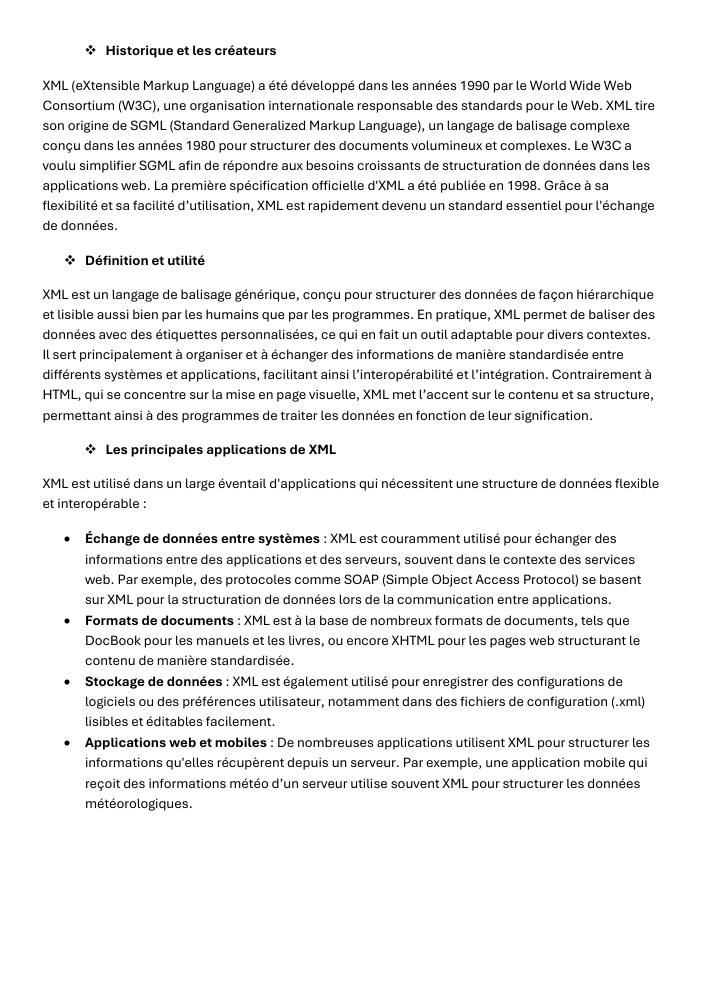 ❖ Historique et les créateurs
XML (eXtensible Markup Language) a été développé dans les années 1990 par le World Wide Web
Consortium (W3C), une organisation internationale responsable des standards pour le Web. XML tire
son origine de SGML (Standard Generalized Markup Language), un langage de balisage complexe
conçu dans les années 1980 pour structurer des documents volumineux et complexes. Le W3C a
voulu simplifier SGML afin de répondre aux besoins croissants de structuration de données dans les
applications web. La première spécification officielle d'XML a été publiée en 1998. Grâce à sa
flexibilité et sa facilité d’utilisation, XML est rapidement devenu un standard essentiel pour l'échange
de données.
❖ Définition et utilité
XML est un langage de balisage générique, conçu pour structurer des données de façon hiérarchique
et lisible aussi bien par les humains que par les programmes. En pratique, XML permet de baliser des
données avec des étiquettes personnalisées, ce qui en fait un outil adaptable pour divers contextes.
Il sert principalement à organiser et à échanger des informations de manière standardisée entre
différents systèmes et applications, facilitant ainsi l’interopérabilité et l’intégration. Contrairement à
HTML, qui se concentre sur la mise en page visuelle, XML met l’accent sur le contenu et sa structure,
permettant ainsi à des programmes de traiter les données en fonction de leur signification.
❖ Les principales applications de XML
XML est utilisé dans un large éventail d'applications qui nécessitent une structure de données flexible
et interopérable :
• Échange de données entre systèmes : XML est couramment utilisé pour échanger des
informations entre des applications et des serveurs, souvent dans le contexte des services
web. Par exemple, des protocoles comme SOAP (Simple Object Access Protocol) se basent
sur XML pour la structuration de données lors de la communication entre applications.
• Formats de documents : XML est à la base de nombreux formats de documents, tels que
DocBook pour les manuels et les livres, ou encore XHTML pour les pages web structurant le
contenu de manière standardisée.
• Stockage de données : XML est également utilisé pour enregistrer des configurations de
logiciels ou des préférences utilisateur, notamment dans des fichiers de configuration (.xml)
lisibles et éditables facilement.
• Applications web et mobiles : De nombreuses applications utilisent XML pour structurer les
informations qu'elles récupèrent depuis un serveur. Par exemple, une application mobile qui
reçoit des informations météo d’un serveur utilise souvent XML pour structurer les données
météorologiques.